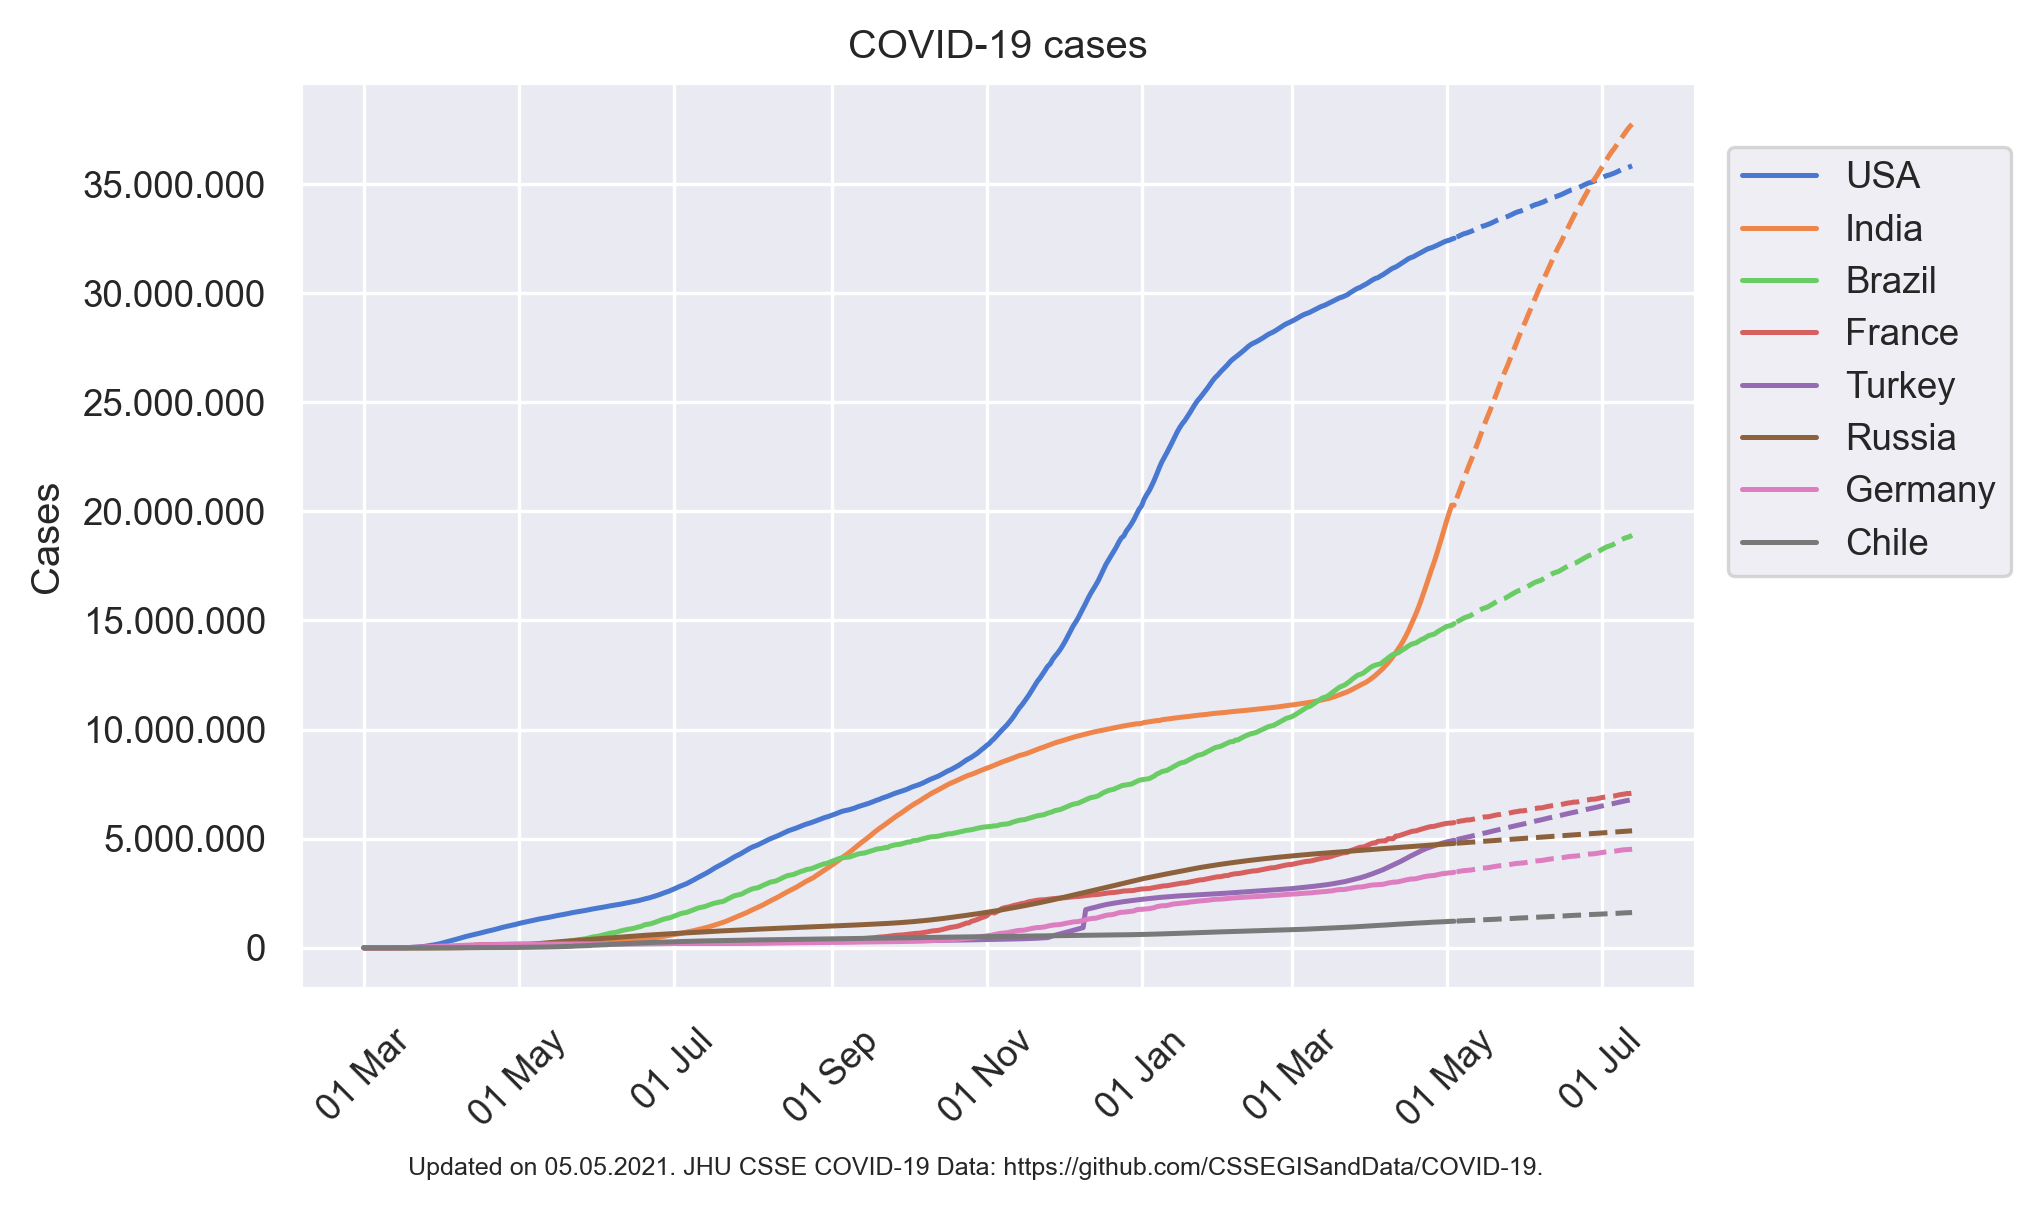 COVID-19 cases
Cases
35.000.000
30.000.000
25.000.000
20.000.000
15.000.000
10.000.000
5.000.000
0
01 Mar
01 May
01 Jul
01 Sep
01 Nov
01 Jan
01 Mar
01 May
01 Jul
USA
India
Brazil
France
Turkey
Russia
Germany
Chile
Updated on 05.05.2021. JHU CSSE COVID-19 Data: https://github.com/CSSEGISandData/COVID-19.